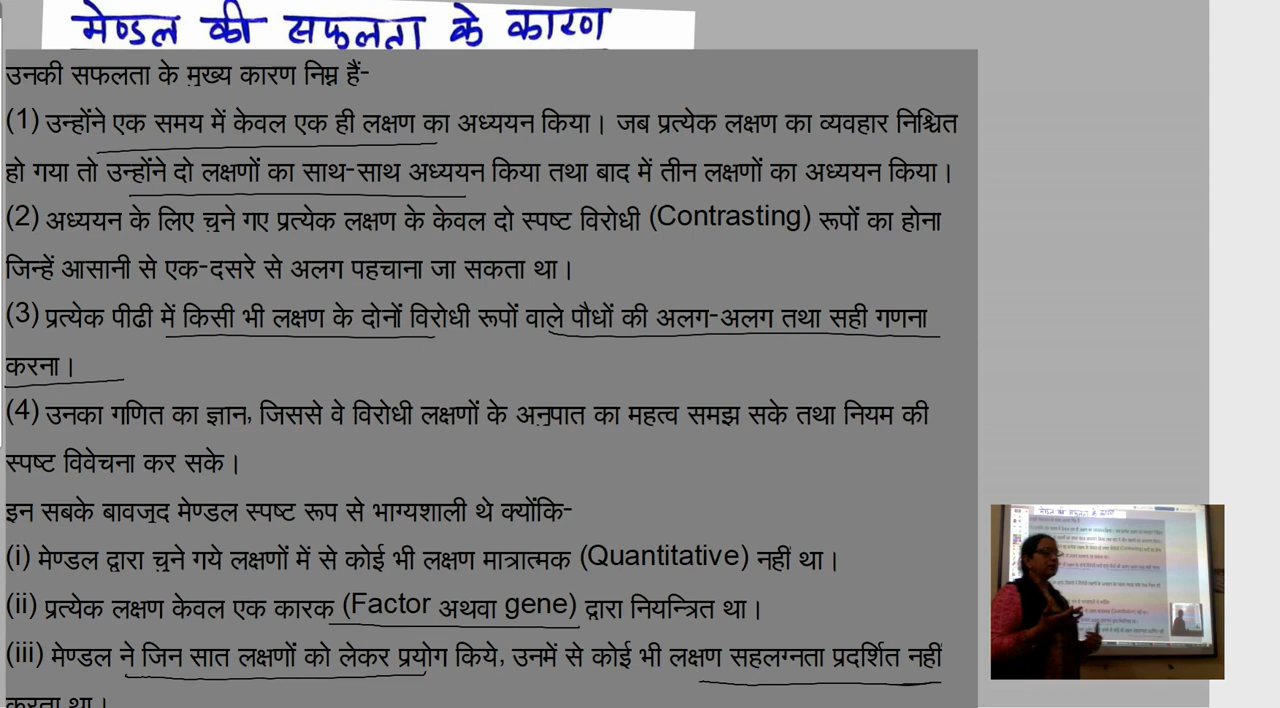 मेण्डल की सफलता के कारण
उनकी सफलता के मुख्य कारण निम्न हैं-
(1) उन्होंने एक समय में केवल एक ही लक्षण का अध्ययन किया। जब प्रत्येक लक्षण का व्यवहार निश्चित
हो गया तो उन्होंने दो लक्षणों का साथ-साथ अध्ययन किया तथा बाद में तीन लक्षणों का अध्ययन किया।
(2) अध्ययन के लिए चुने गए प्रत्येक लक्षण के केवल दो स्पष्ट विरोधी (Contrasting) रूपों का होना
जिन्हें आसानी से एक-दूसरे से अलग पहचाना जा सकता था।
(3) प्रत्येक पीढी में किसी भी लक्षण के दोनों विरोधी रूपों वाले पौधों की अलग-अलग तथा सही गणना
करना।
(4) उनका गणित का ज्ञान, जिससे वे विरोधी लक्षणों के अनुपात का महत्व समझ सके तथा नियम की
स्पष्ट विवेचना कर सके।
इन सबके बावजूद मेण्डल स्पष्ट रूप से भाग्यशाली थे क्योंकि-
(i) मेण्डल द्वारा चुने गये लक्षणों में से कोई भी लक्षण मात्रात्मक (Quantitative) नहीं था।
(ii) प्रत्येक लक्षण केवल एक कारक (Factor अथवा gene) द्वारा नियन्त्रित था।
(iii) मेण्डल ने जिन सात लक्षणों को लेकर प्रयोग किये, उनमें से कोई भी लक्षण सहलग्नता प्रदर्शित नहीं
करता था।